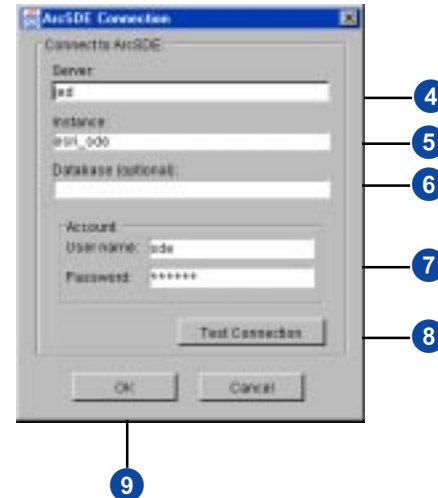 ArcSDE Connection
Connect to ArcSDE
Server:
jed
4
Instance:
esri_sde
5
Database (optional):
6
Account
User name: sde
Password: ******
7
Test Connection
8
OK Cancel
9